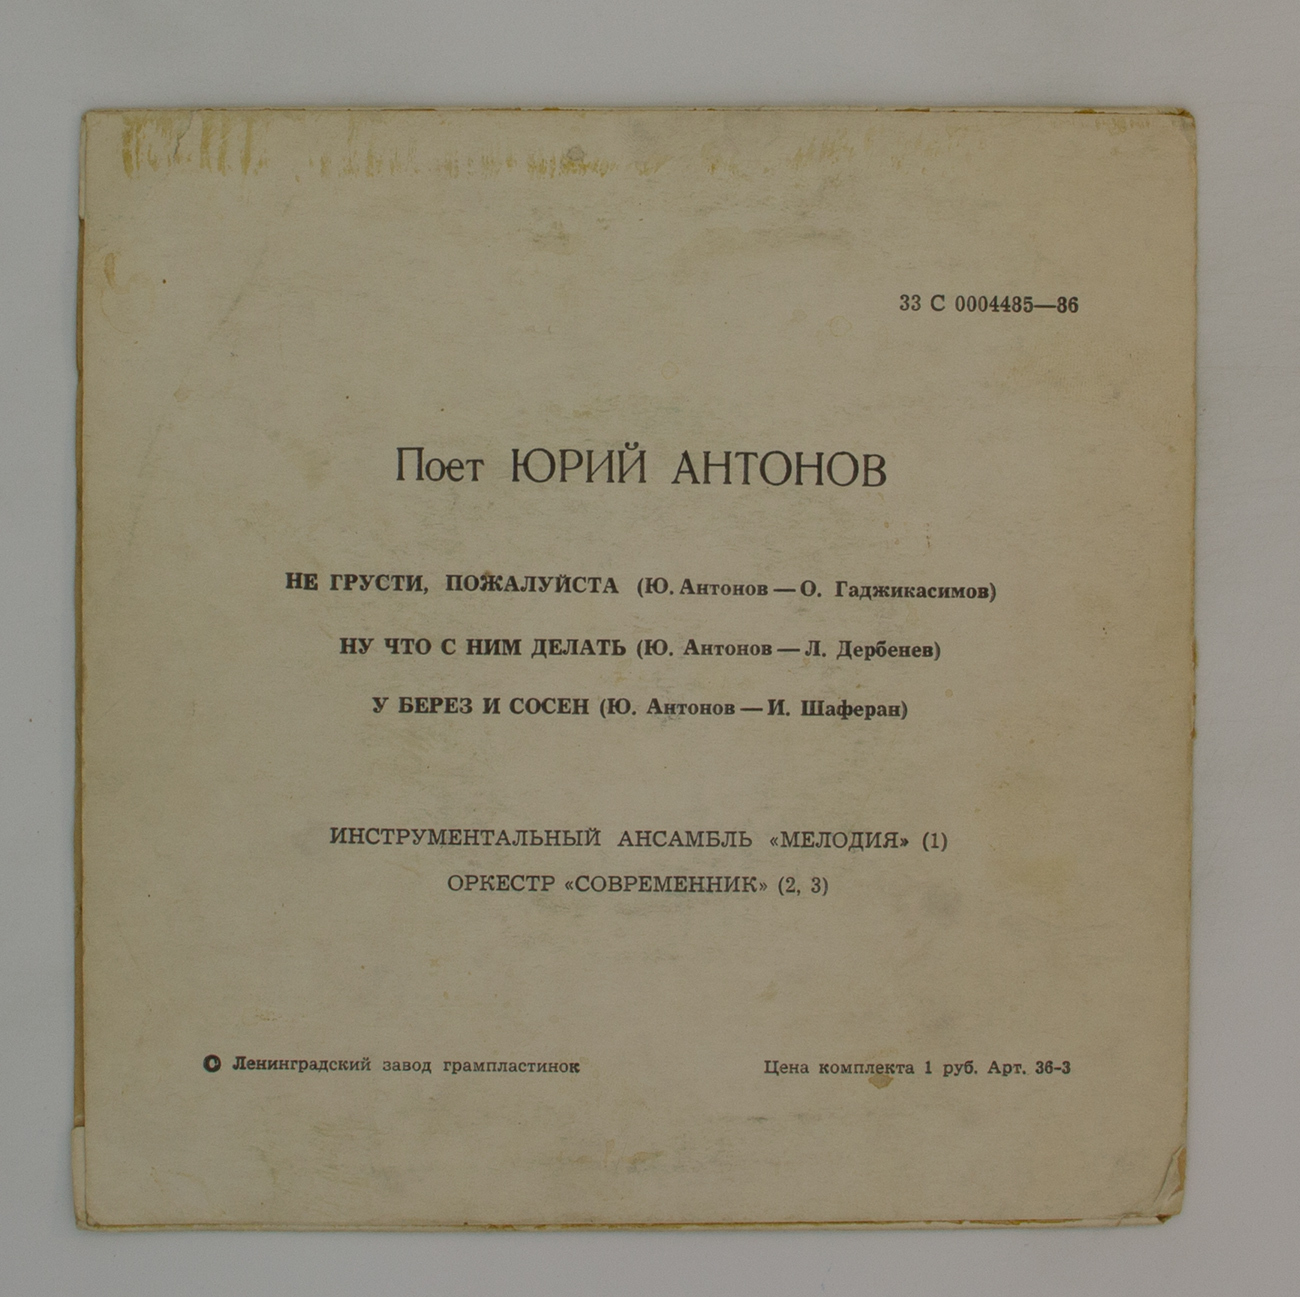 33 С 0004485—86
Поет ЮРИЙ АНТОНОВ
НЕ ГРУСТИ, ПОЖАЛУЙСТА (Ю. Антонов — О. Гаджикасимов)
НУ ЧТО С НИМ ДЕЛАТЬ (Ю. Антонов — Л. Дербенев)
У БЕРЕЗ И СОСЕН (Ю. Антонов — И. Шаферан)
ИНСТРУМЕНТАЛЬНЫЙ АНСАМБЛЬ «МЕЛОДИЯ» (1)
ОРКЕСТР «СОВРЕМЕННИК» (2, 3)
Ленинградский завод грампластинок
Цена комплекта 1 руб. Арт. 36-3